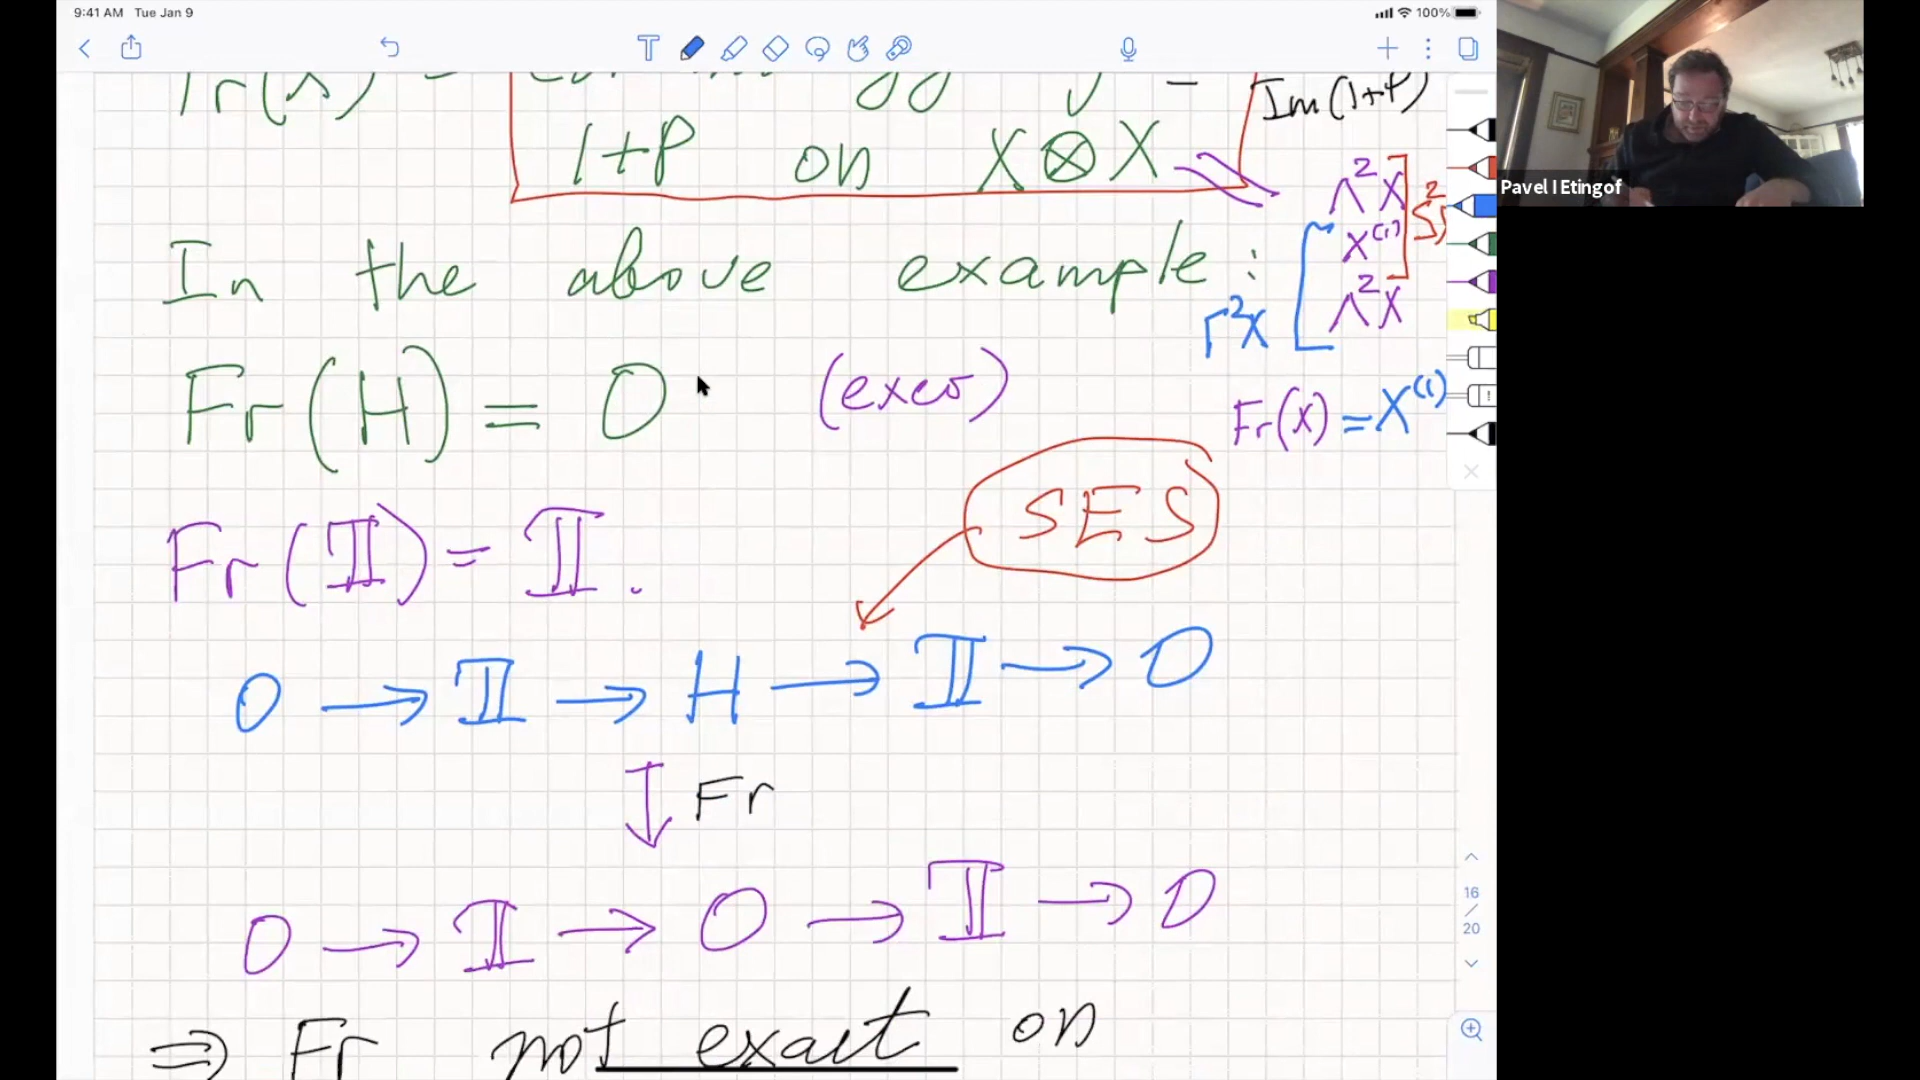 9:41 AM Tue Jan 9
100%
Im(1+P)
1+P on X⊗X
Λ²X
X⁽¹⁾
Λ²X
S²
Γ²X
In the above example:
Fr(H) = 0 (exer)
Fr(X) = X⁽¹⁾
SES
Fr(𝟙) = 𝟙.
0 → 𝟙 → H → 𝟙 → 0
↓ Fr
0 → 𝟙 → 0 → 𝟙 → 0
⇒ Fr not exact on
16
20
Pavel I Etingof